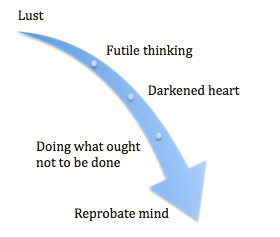 Lust
Futile thinking
Darkened heart
Doing what ought
not to be done
Reprobate mind